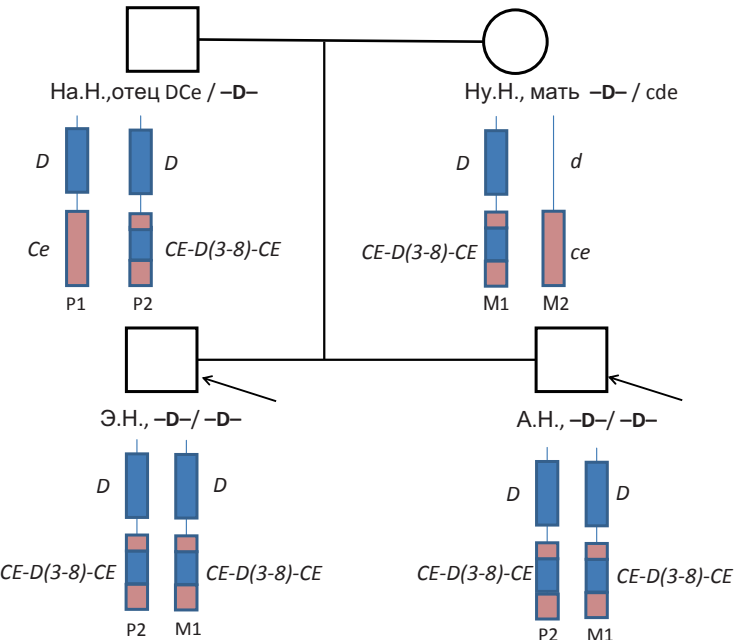 На.Н.,отец DCe / –D–
Ну.Н., мать –D– / cde
D D
Ce CE-D(3-8)-CE
P1 P2
D d
CE-D(3-8)-CE ce
M1 M2
Э.Н., –D–/ –D–
А.Н., –D–/ –D–
D D
CE-D(3-8)-CE CE-D(3-8)-CE
P2 M1
D D
CE-D(3-8)-CE CE-D(3-8)-CE
P2 M1